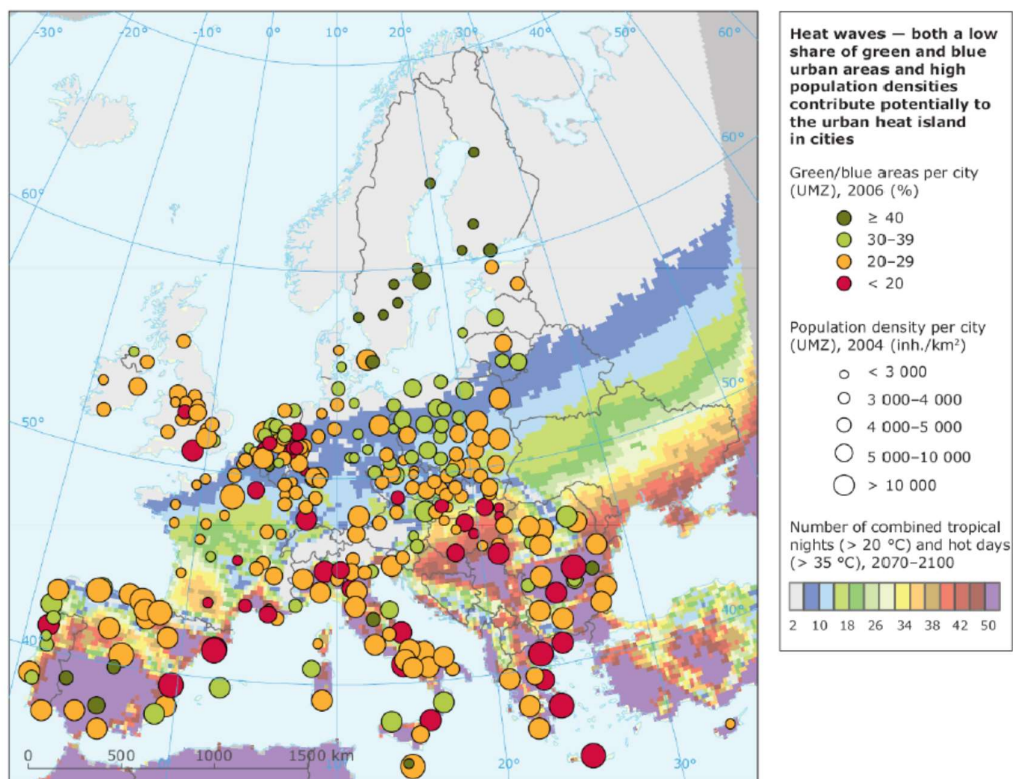 -30°
-20°
-10°
0°
10°
20°
30°
40°
50°
60°
70°
60°
60°
50°
50°
40°
40°
0 500 1000 1500 km
0°
10°
20°
30°
Heat waves — both a low
share of green and blue
urban areas and high
population densities
contribute potentially to
the urban heat island
in cities
Green/blue areas per city
(UMZ), 2006 (%)
≥ 40
30–39
20–29
< 20
Population density per city
(UMZ), 2004 (inh./km²)
< 3 000
3 000–4 000
4 000–5 000
5 000–10 000
> 10 000
Number of combined tropical
nights (> 20 °C) and hot days
(> 35 °C), 2070–2100
2 10 18 26 34 38 42 50